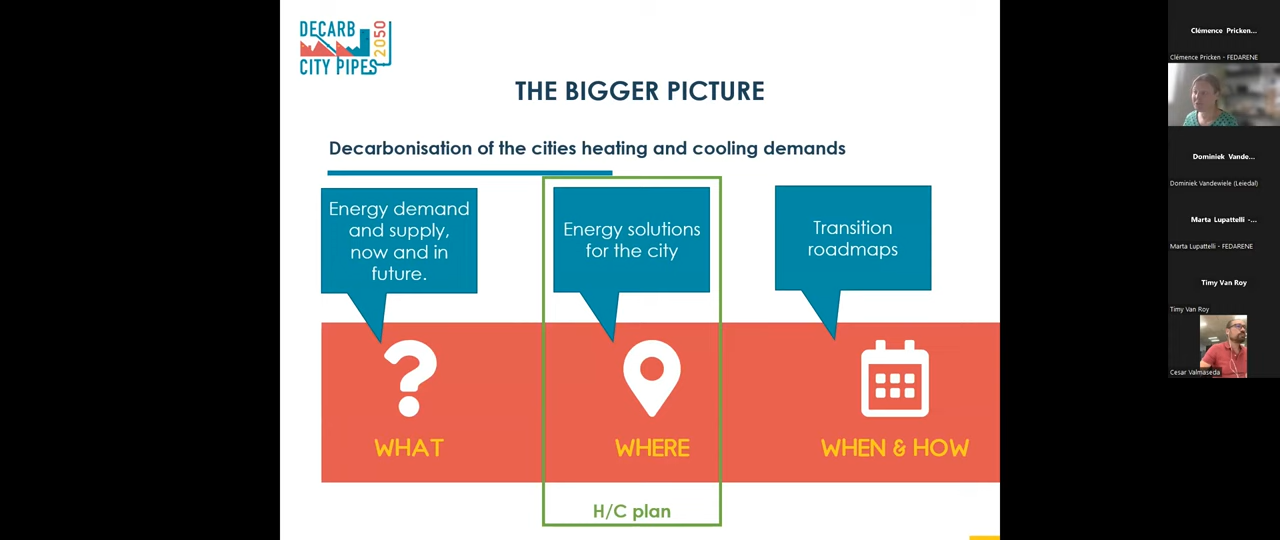 DECARB
CITY PIPES
2050
THE BIGGER PICTURE
Decarbonisation of the cities heating and cooling demands
Energy demand
and supply,
now and in
future.
Energy solutions
for the city
Transition
roadmaps
WHAT
WHERE
WHEN & HOW
H/C plan
Clémence Pricken...
Clémence Pricken - FEDARENE
Dominiek Vande...
Dominiek Vandewiele (Leiedal)
Marta Lupattelli -...
Marta Lupattelli - FEDARENE
Timy Van Roy
Timy Van Roy
Cesar Valmaseda